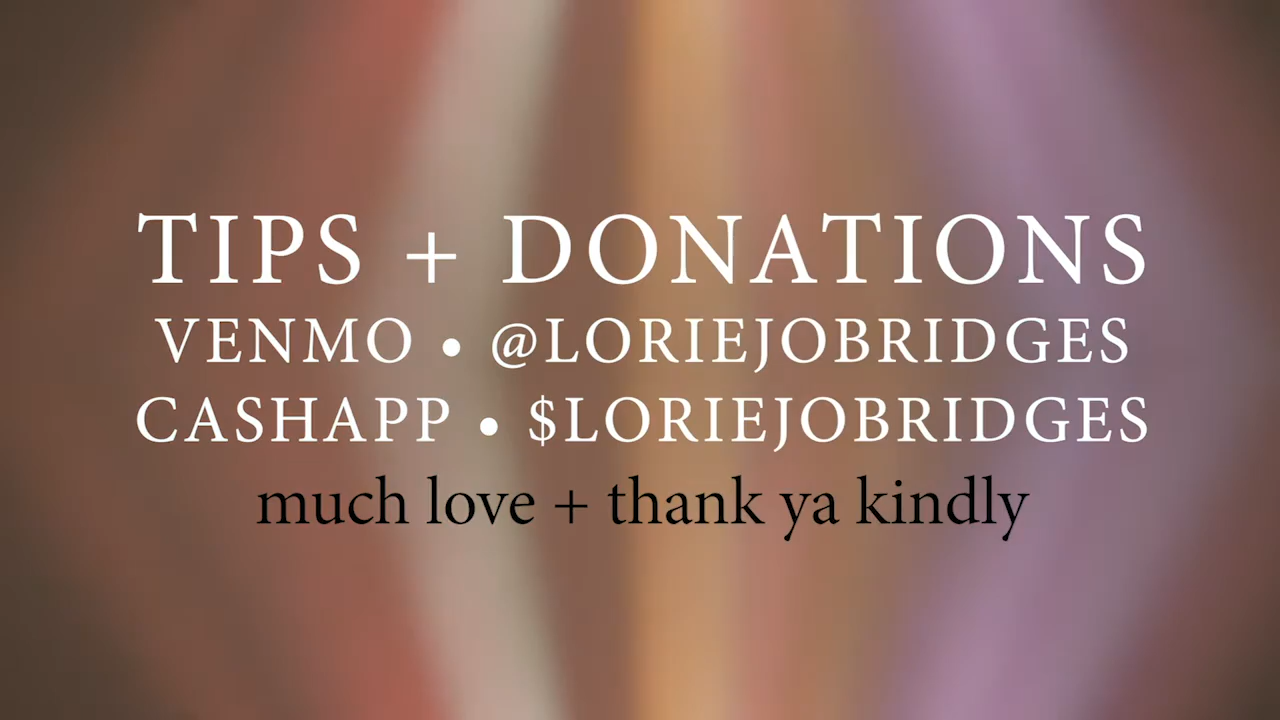 TIPS + DONATIONS
VENMO • @LORIEJOBRIDGES
CASHAPP • $LORIEJOBRIDGES
much love + thank ya kindly